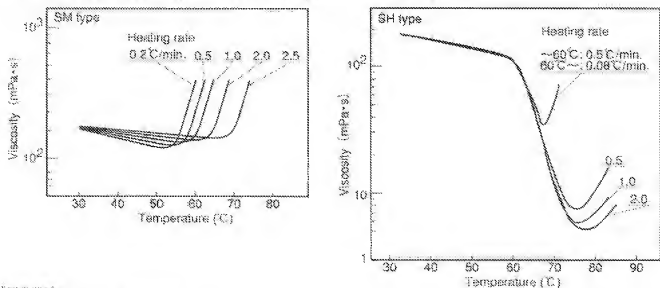 SM type
Heating rate
0.2℃/min. 0.5 1.0 2.0 2.5
Viscosity (mPa·s)
10³
10²
30 40 50 60 70 80
Temperature (℃)
SH type
Heating rate
~60℃: 0.5℃/min.
60℃~: 0.08℃/min.
0.5
1.0
2.0
Viscosity (mPa·s)
10²
10
1
30 40 50 60 70 80 90
Temperature (℃)